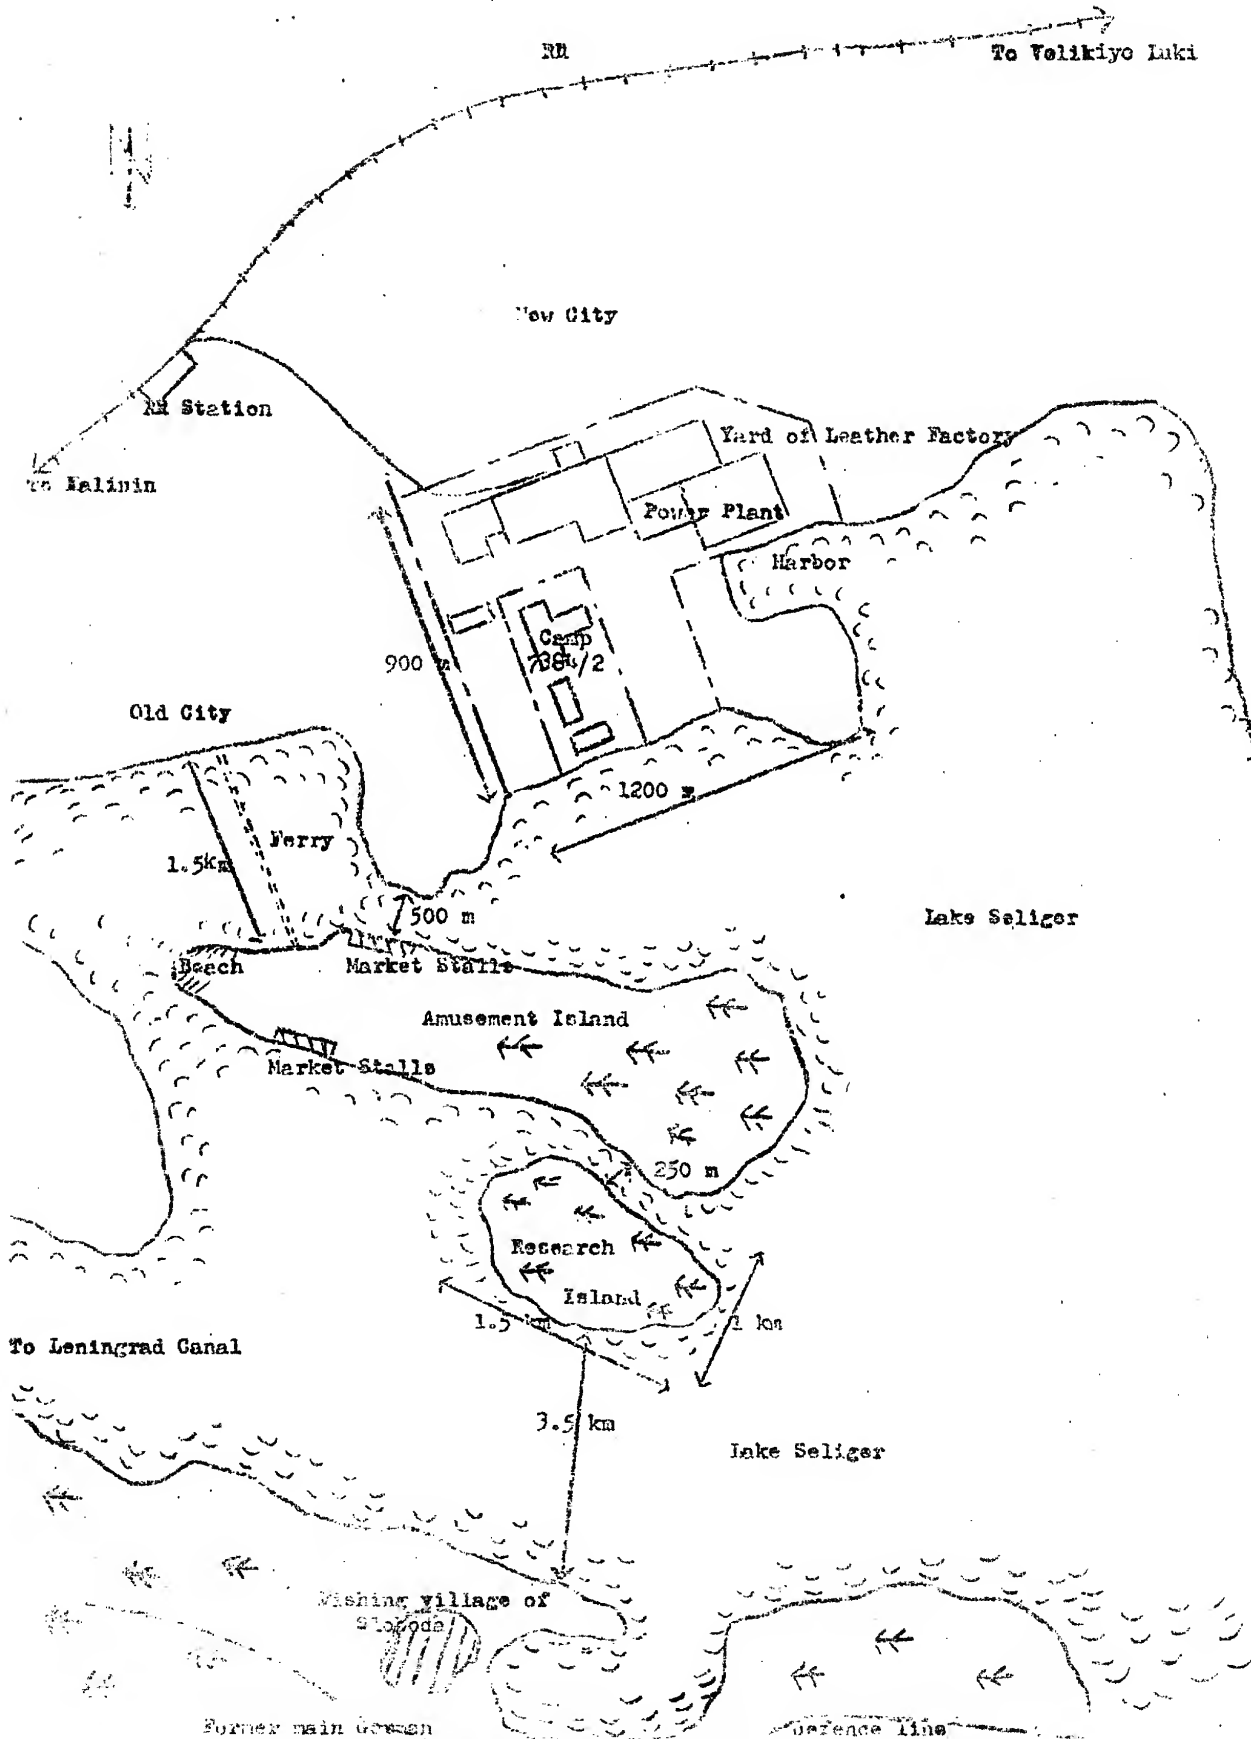 RR
To Velikiye Luki
N
New City
RR Station
To Kalinin
Yard of Leather Factory
Power Plant
Harbor
Camp
7384/2
900 m
Old City
1200 m
Ferry
1.5km
500 m
Lake Seliger
Beach
Market Stalls
Amusement Island
Market Stalls
250 m
Research
Island
1.5 km
1 km
To Leningrad Canal
3.5 km
Lake Seliger
Fishing village of
Sloboda
Former main German
defence line